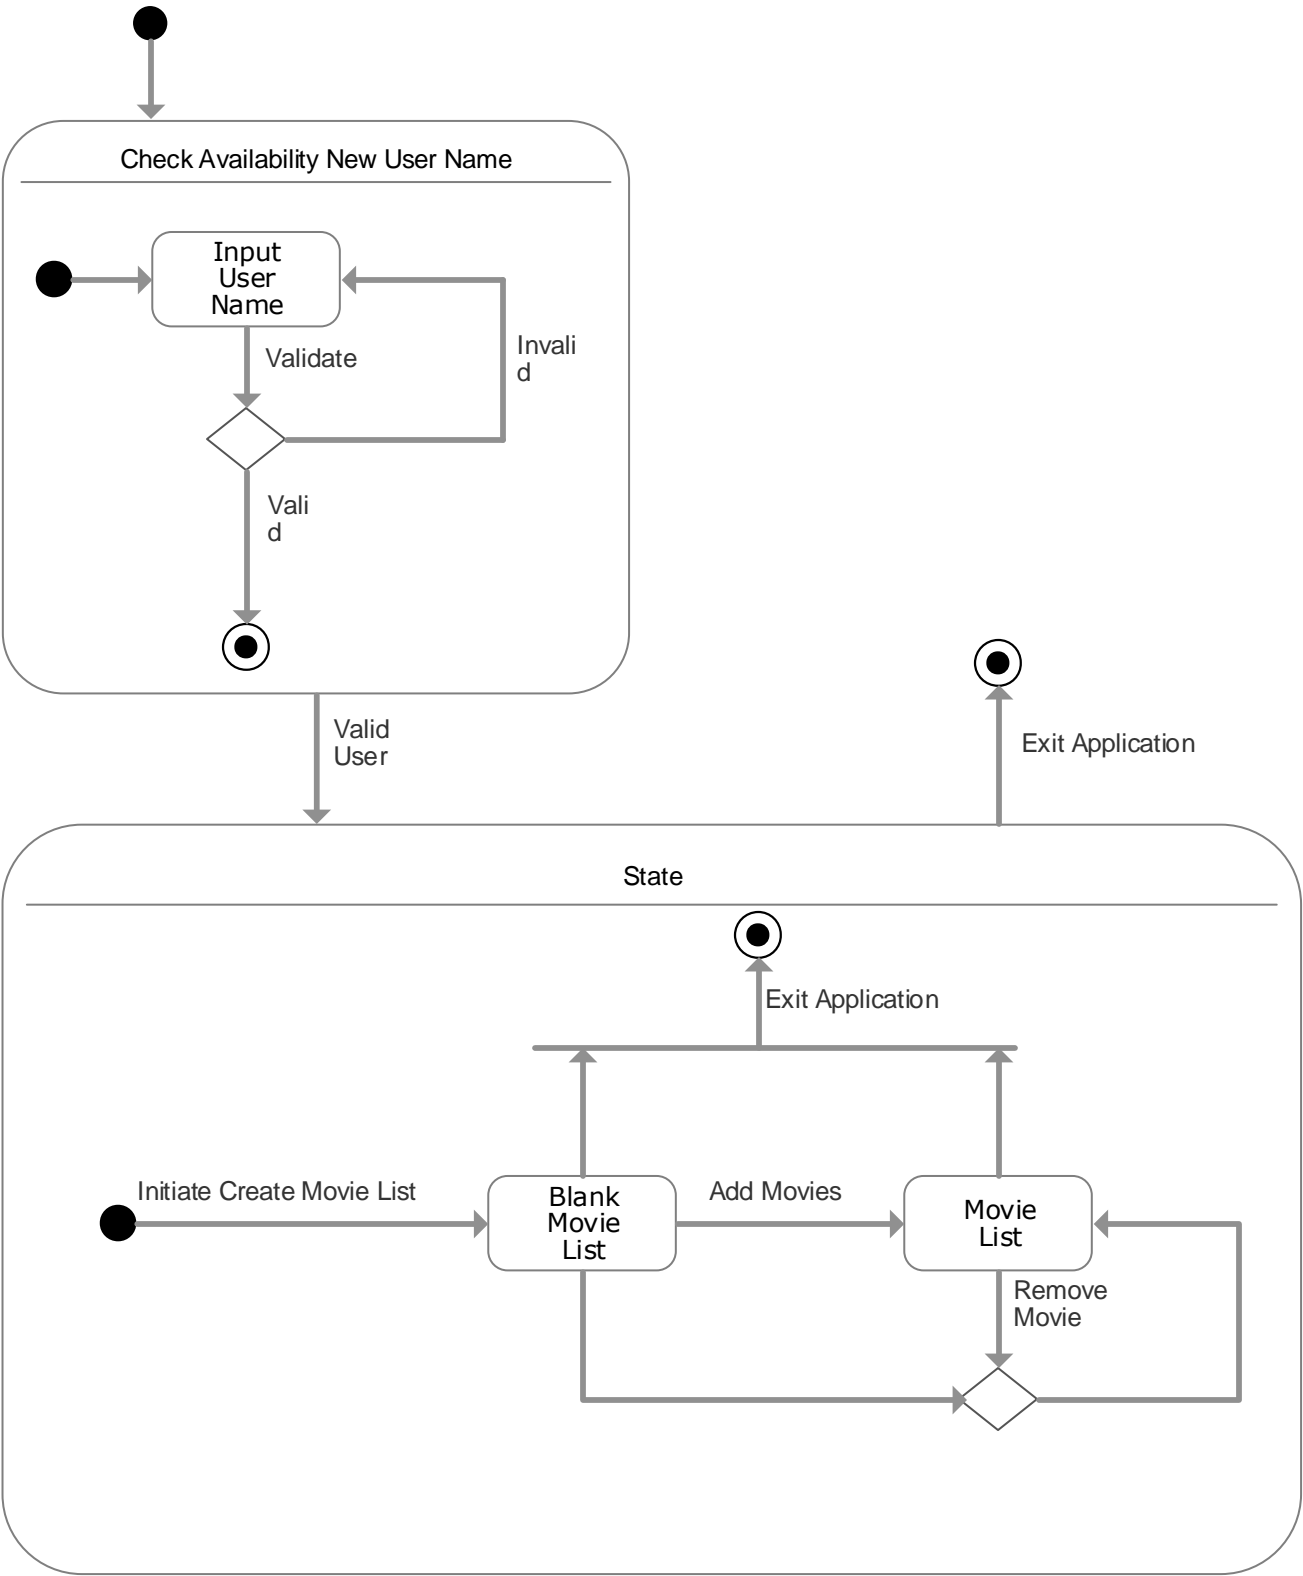 Check Availability New User Name
Input
User
Name
Validate
Invali
d
Vali
d
Valid
User
Exit Application
State
Exit Application
Initiate Create Movie List
Blank
Movie
List
Add Movies
Movie
List
Remove
Movie